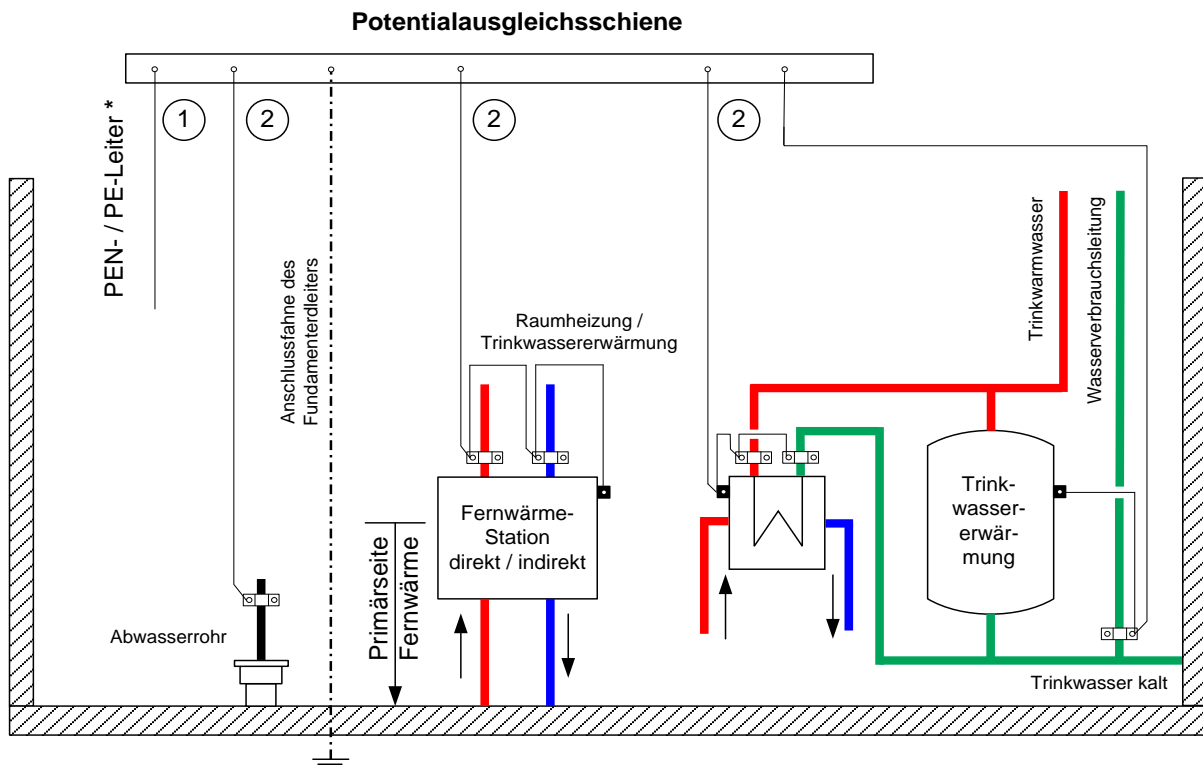 Potentialausgleichsschiene
PEN- / PE-Leiter *
1
2
2
2
Anschlussfahne des
Fundamenterdleiters
Raumheizung /
Trinkwassererwärmung
Trinkwarmwasser
Wasserverbrauchsleitung
Fernwärme-
Station
direkt / indirekt
Primärseite
Fernwärme
Trink-
wasser-
erwär-
mung
Abwasserrohr
Trinkwasser kalt